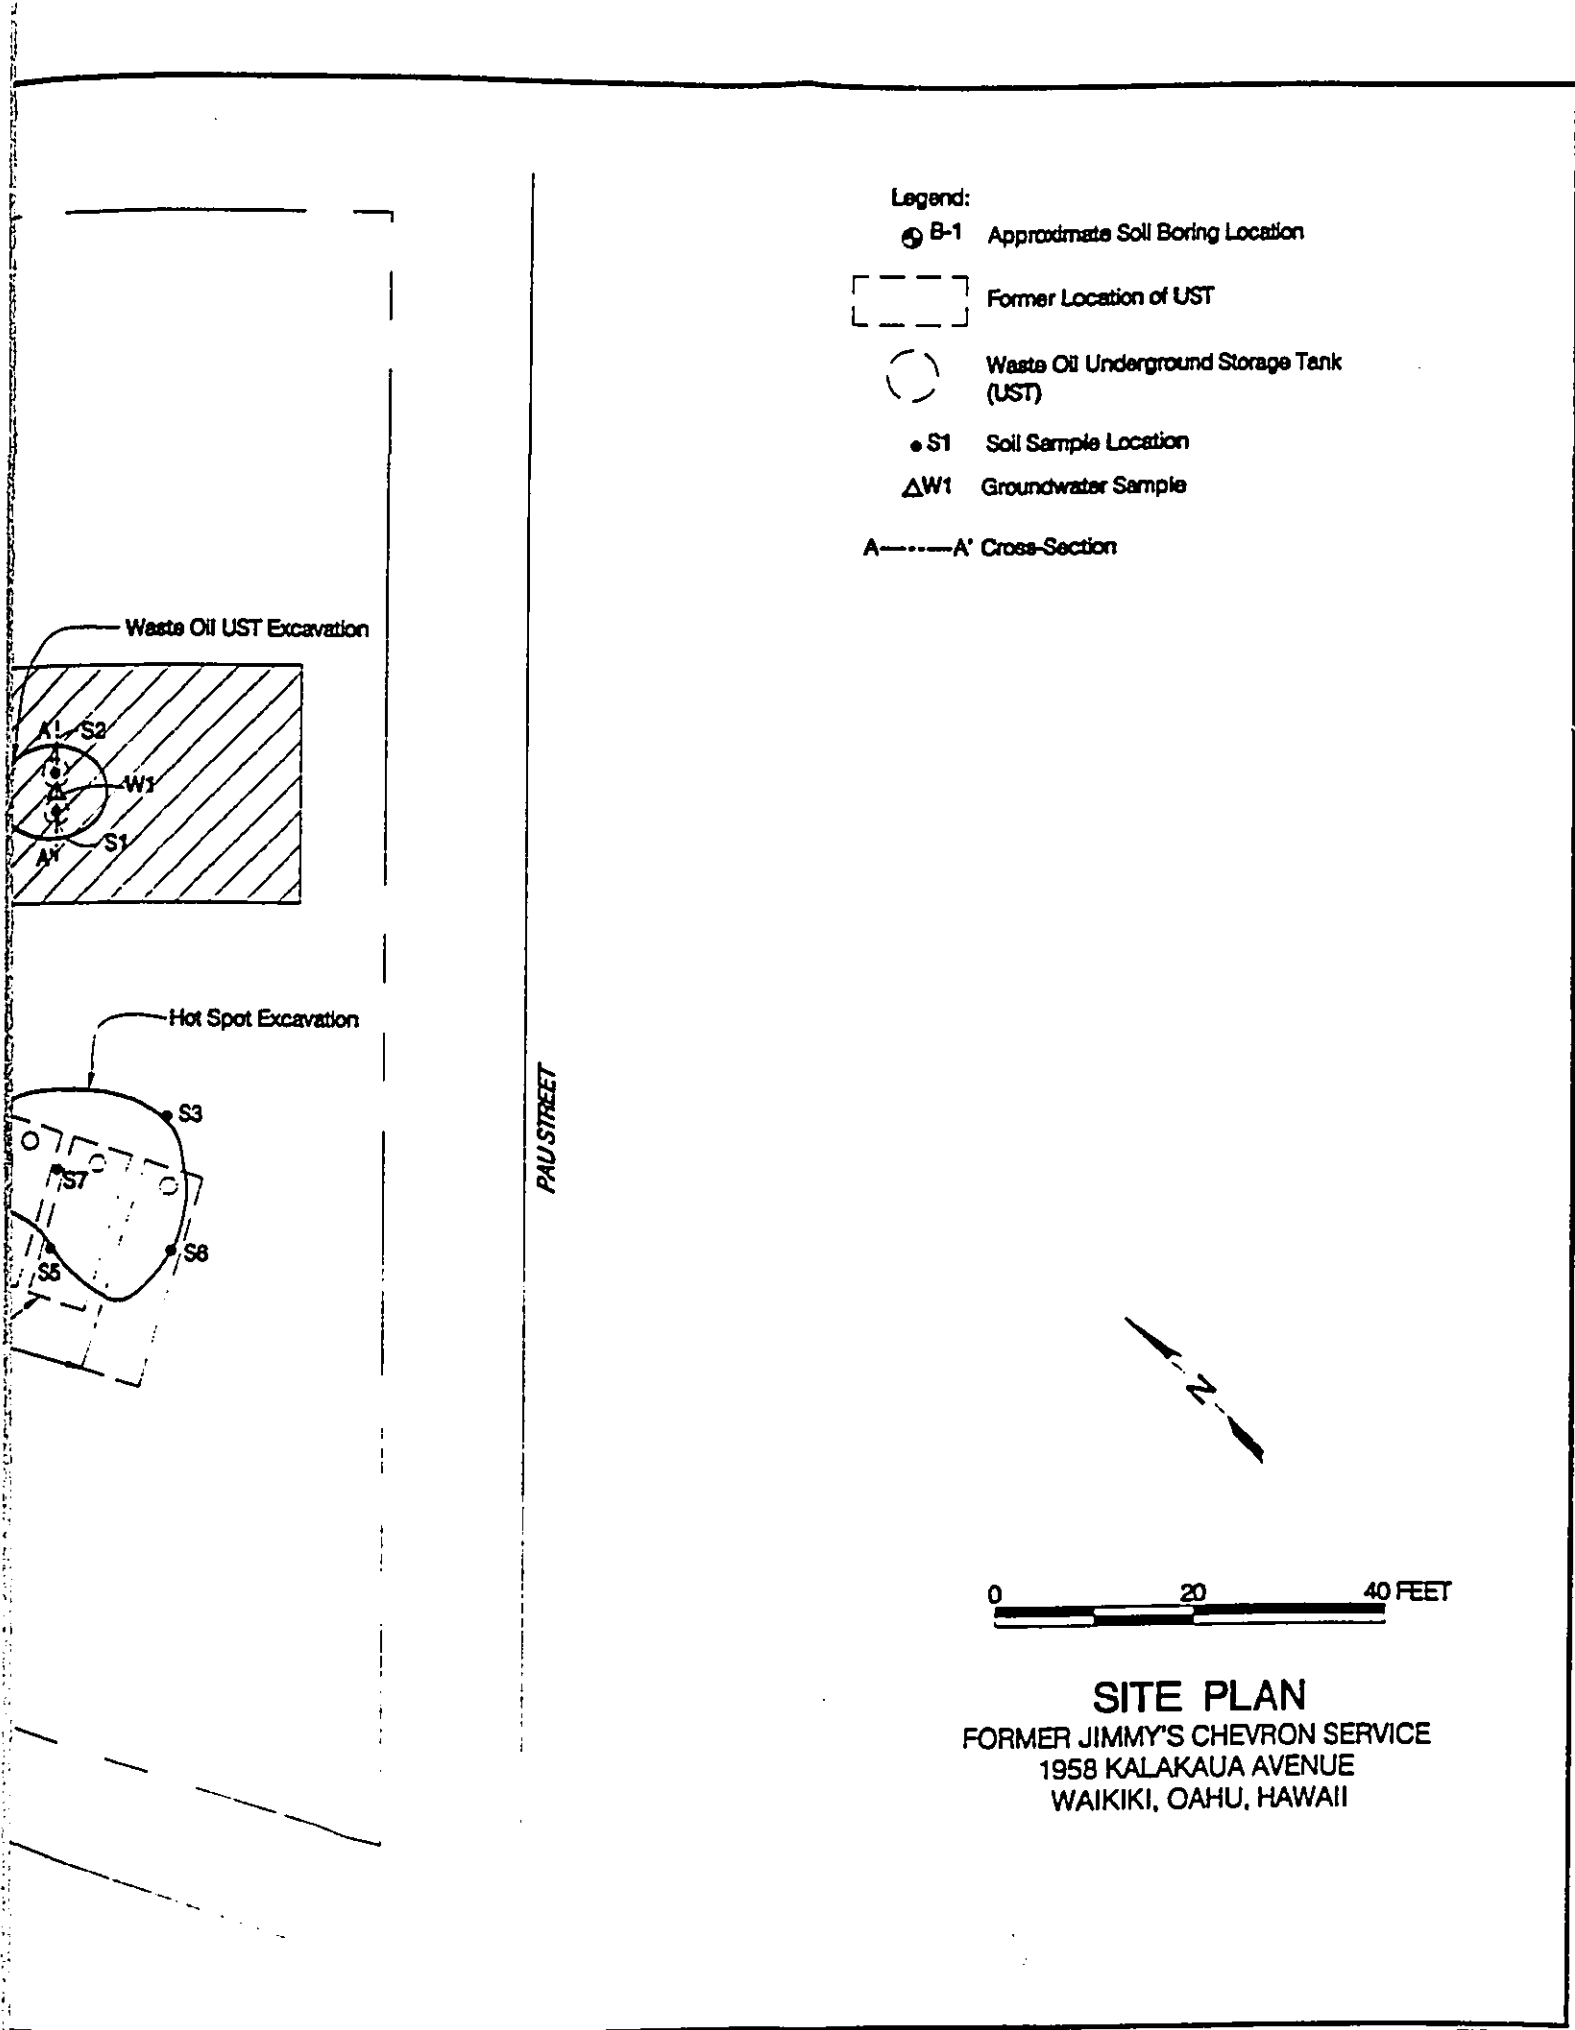 Legend:
B-1 Approximate Soil Boring Location
Former Location of UST
Waste Oil Underground Storage Tank
(UST)
S1 Soil Sample Location
W1 Groundwater Sample
A A' Cross-Section
Waste Oil UST Excavation
A S2
W1
S1
A'
Hot Spot Excavation
S3
S7
S6
S5
PAU STREET
N
0 20 40 FEET
SITE PLAN
FORMER JIMMY'S CHEVRON SERVICE
1958 KALAKAUA AVENUE
WAIKIKI, OAHU, HAWAII